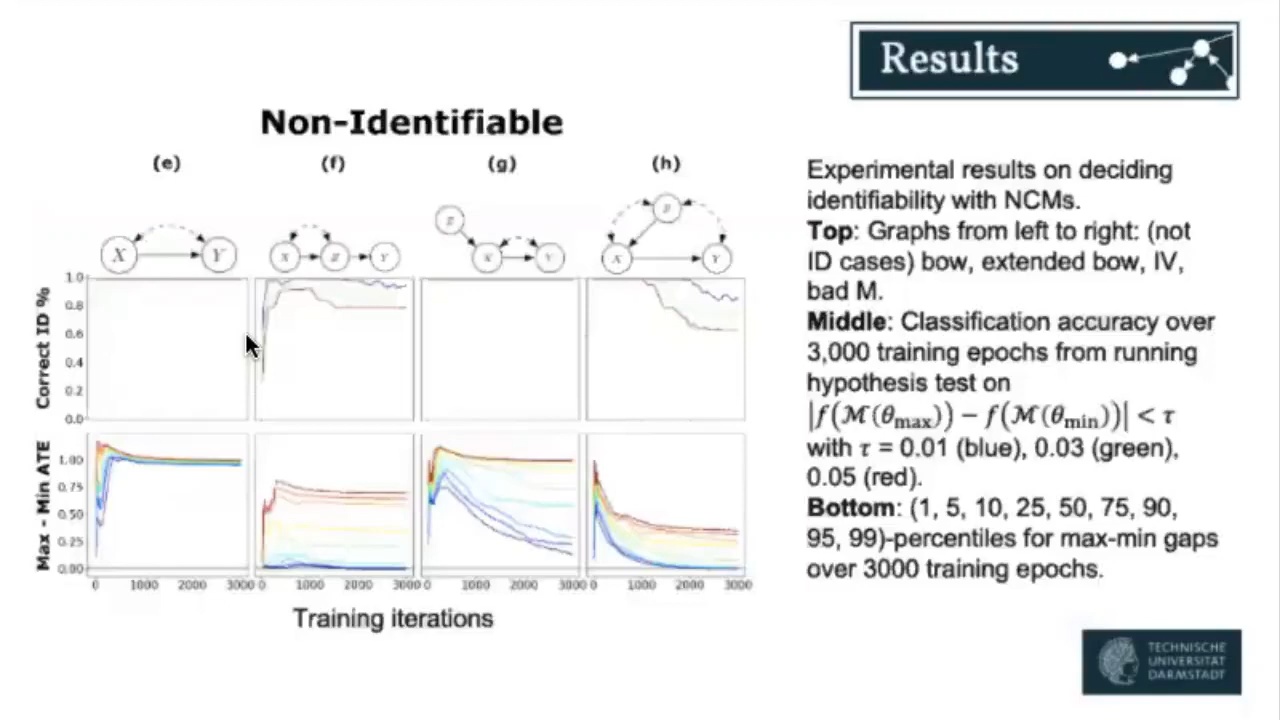 Results
Non-Identifiable
(e) (f) (g) (h)
Z
Z
X Y X Z Y X Y X Y
Correct ID %
1.0
0.8
0.6
0.4
0.2
0.0
Max - Min ATE
1.00
0.75
0.50
0.25
0.00
0 1000 2000 3000 0 1000 2000 3000 0 1000 2000 3000 0 1000 2000 3000
Training iterations
Experimental results on deciding
identifiability with NCMs.
Top: Graphs from left to right: (not
ID cases) bow, extended bow, IV,
bad M.
Middle: Classification accuracy over
3,000 training epochs from running
hypothesis test on
|f(ℳ(θmax)) − f(ℳ(θmin))| < τ
with τ = 0.01 (blue), 0.03 (green),
0.05 (red).
Bottom: (1, 5, 10, 25, 50, 75, 90,
95, 99)-percentiles for max-min gaps
over 3000 training epochs.
TECHNISCHE
UNIVERSITÄT
DARMSTADT